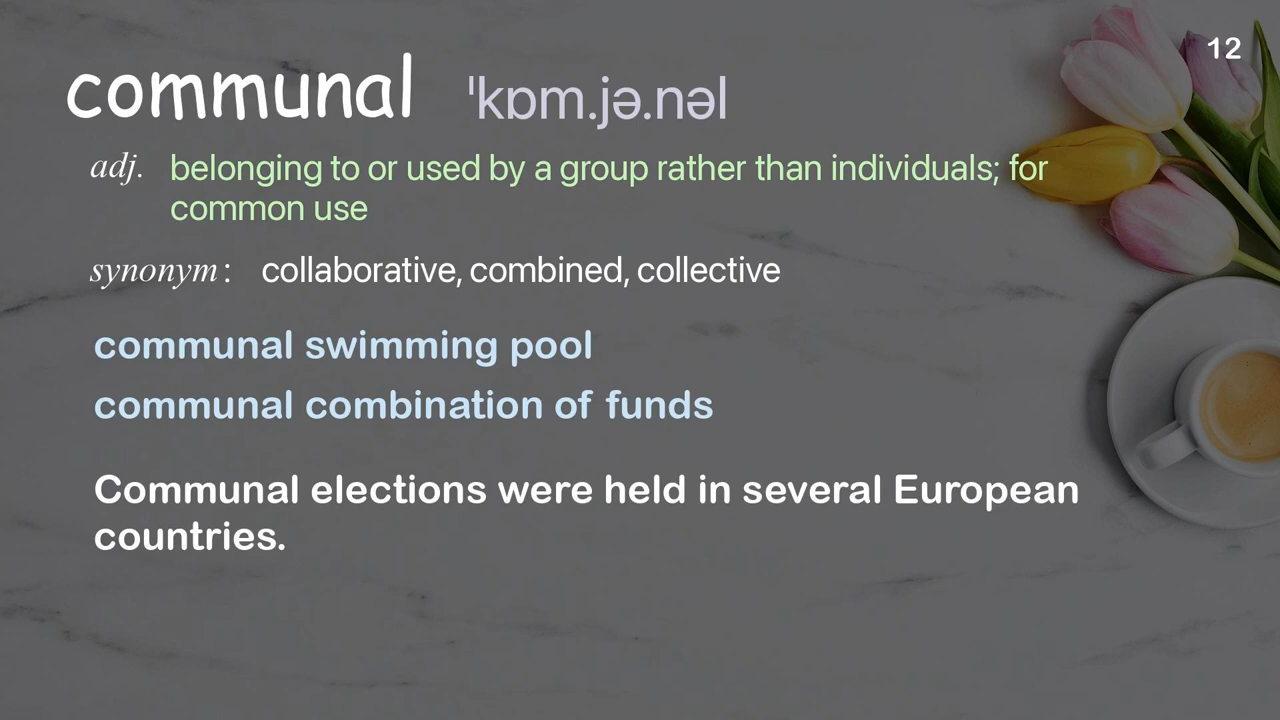 12
communal ˈkɒm.jə.nəl
adj. belonging to or used by a group rather than individuals; for
common use
synonym: collaborative, combined, collective
communal swimming pool
communal combination of funds
Communal elections were held in several European
countries.